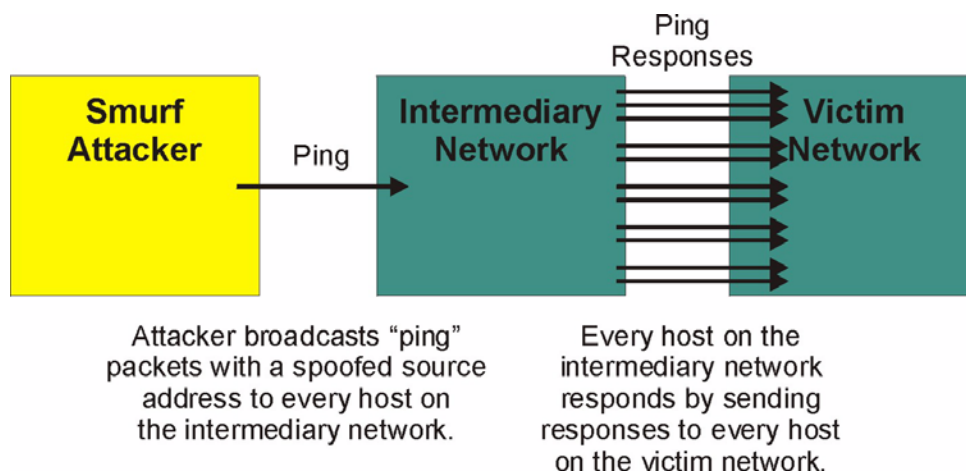 Ping
Responses
Smurf
Attacker
Ping
Intermediary
Network
Victim
Network
Attacker broadcasts “ping”
packets with a spoofed source
address to every host on
the intermediary network.
Every host on the
intermediary network
responds by sending
responses to every host
on the victim network.